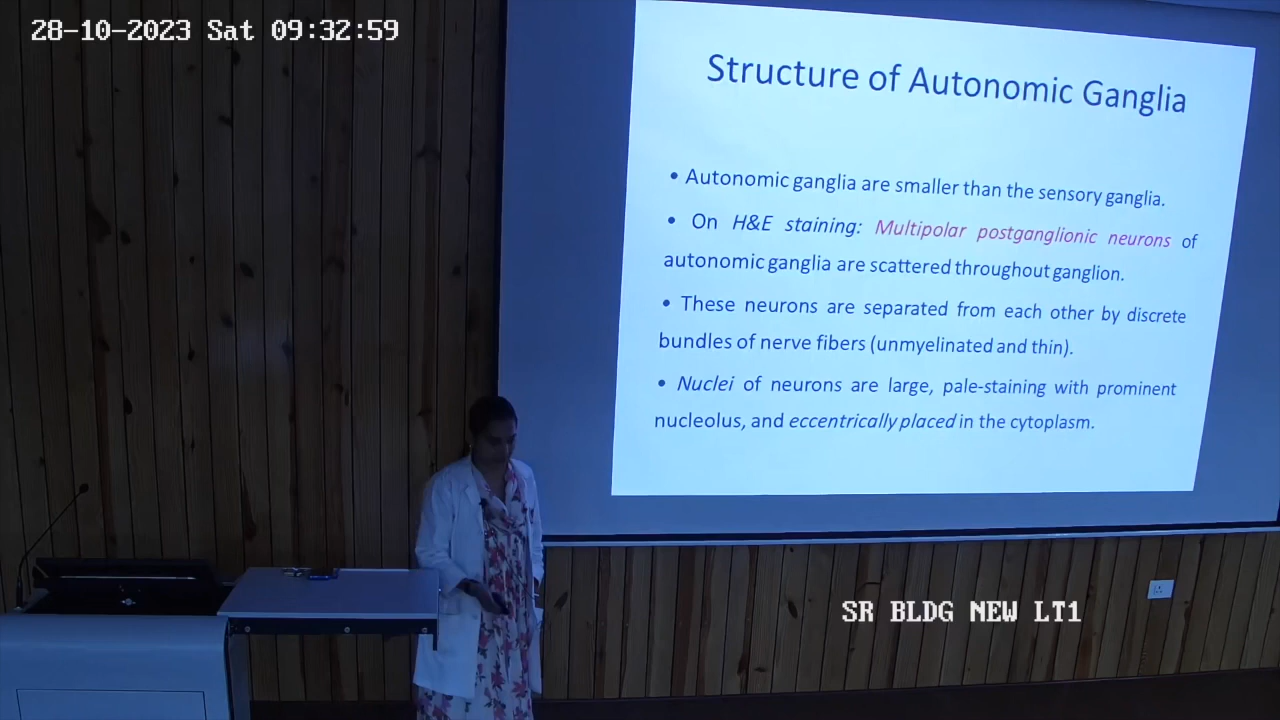 28-10-2023 Sat 09:32:59
Structure of Autonomic Ganglia
• Autonomic ganglia are smaller than the sensory ganglia.
• On H&E staining: Multipolar postganglionic neurons of
autonomic ganglia are scattered throughout ganglion.
• These neurons are separated from each other by discrete
bundles of nerve fibers (unmyelinated and thin).
• Nuclei of neurons are large, pale-staining with prominent
nucleolus, and eccentrically placed in the cytoplasm.
SR BLDG NEW LT1